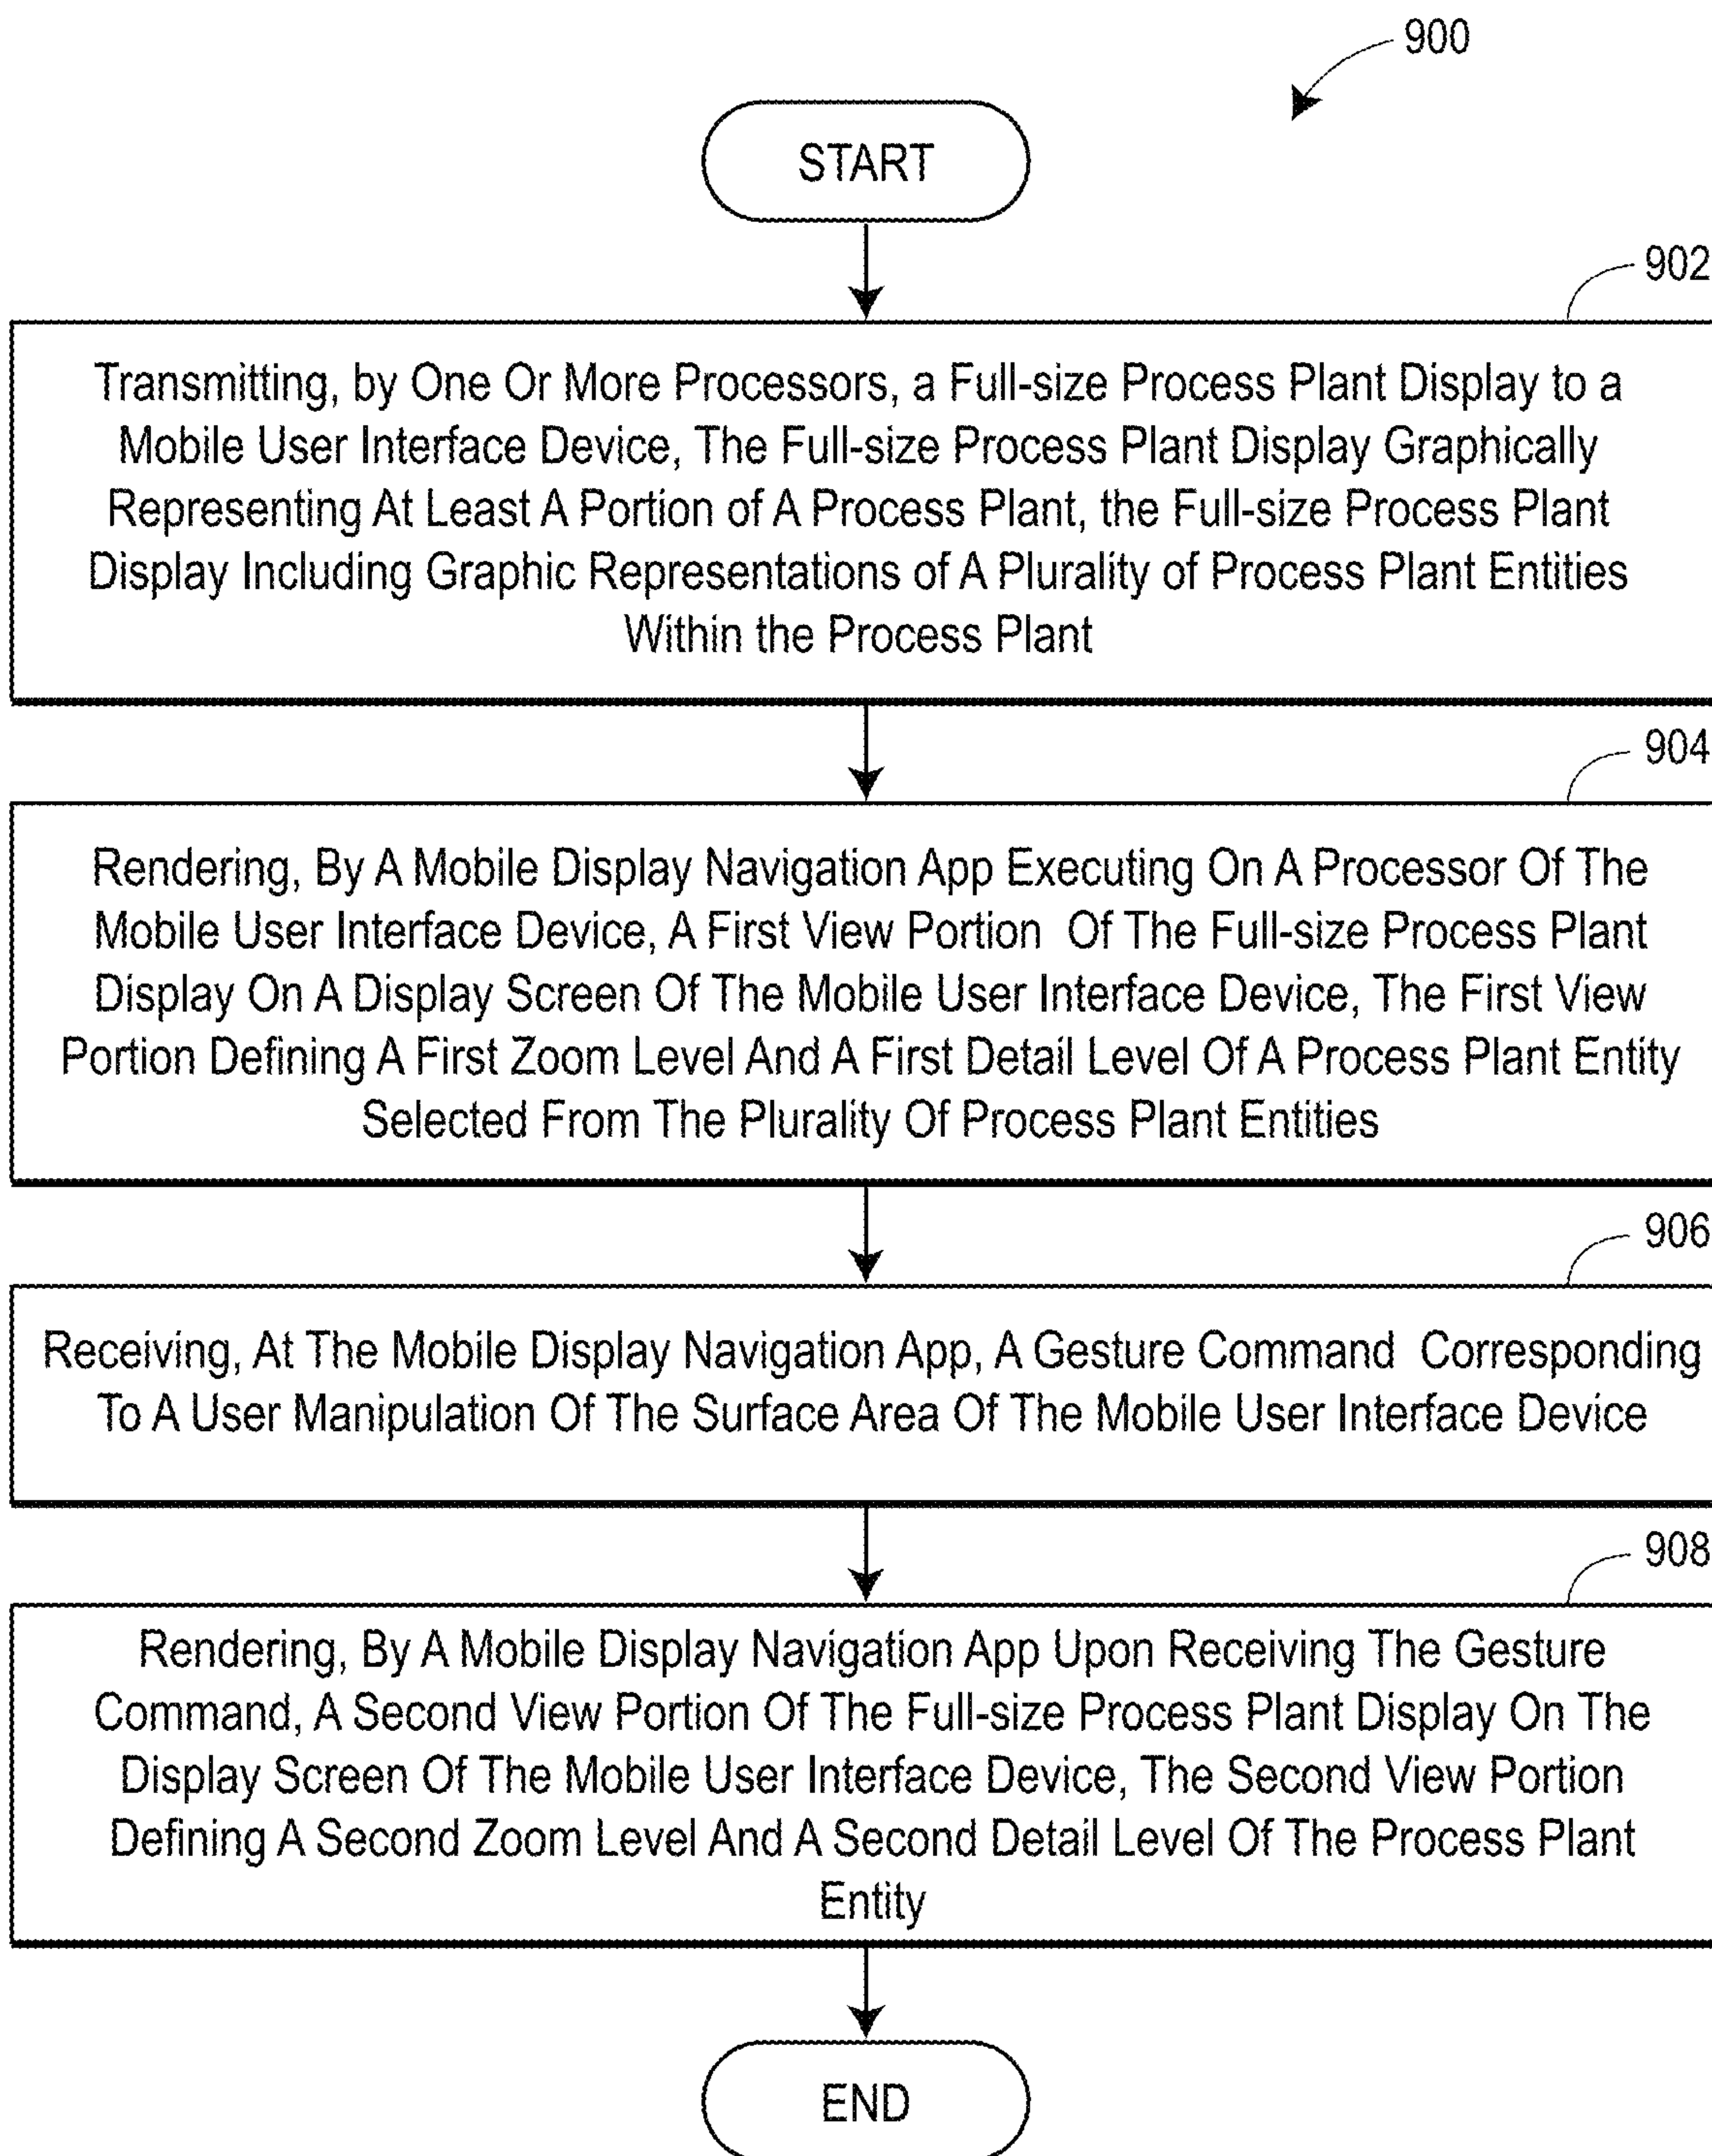 900
START
902
Transmitting, by One Or More Processors, a Full-size Process Plant Display to a
Mobile User Interface Device, The Full-size Process Plant Display Graphically
Representing At Least A Portion of A Process Plant, the Full-size Process Plant
Display Including Graphic Representations of A Plurality of Process Plant Entities
Within the Process Plant
904
Rendering, By A Mobile Display Navigation App Executing On A Processor Of The
Mobile User Interface Device, A First View Portion Of The Full-size Process Plant
Display On A Display Screen Of The Mobile User Interface Device, The First View
Portion Defining A First Zoom Level And A First Detail Level Of A Process Plant Entity
Selected From The Plurality Of Process Plant Entities
906
Receiving, At The Mobile Display Navigation App, A Gesture Command Corresponding
To A User Manipulation Of The Surface Area Of The Mobile User Interface Device
908
Rendering, By A Mobile Display Navigation App Upon Receiving The Gesture
Command, A Second View Portion Of The Full-size Process Plant Display On The
Display Screen Of The Mobile User Interface Device, The Second View Portion
Defining A Second Zoom Level And A Second Detail Level Of The Process Plant
Entity
END